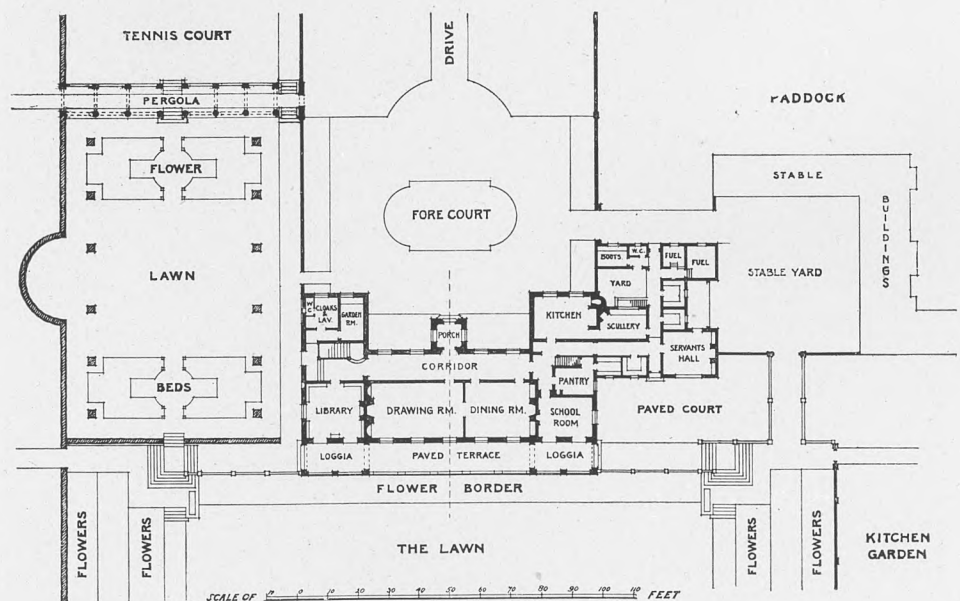 TENNIS COURT
DRIVE
PERGOLA
PADDOCK
STABLE
BUILDINGS
FLOWER
FORE COURT
LAWN
STABLE YARD
BOOTS
W.C.
FUEL
FUEL
YARD
W C
CLOAKS
&
LAV.
GARDEN
RM.
PORCH
KITCHEN
SCULLERY
SERVANTS
HALL
CORRIDOR
PANTRY
BEDS
LIBRARY
DRAWING RM.
DINING RM.
SCHOOL
ROOM
PAVED COURT
LOGGIA
PAVED TERRACE
LOGGIA
FLOWER BORDER
FLOWERS
FLOWERS
THE LAWN
FLOWERS
FLOWERS
KITCHEN
GARDEN
SCALE OF 10 0 10 20 30 40 50 60 70 80 90 100 110 FEET